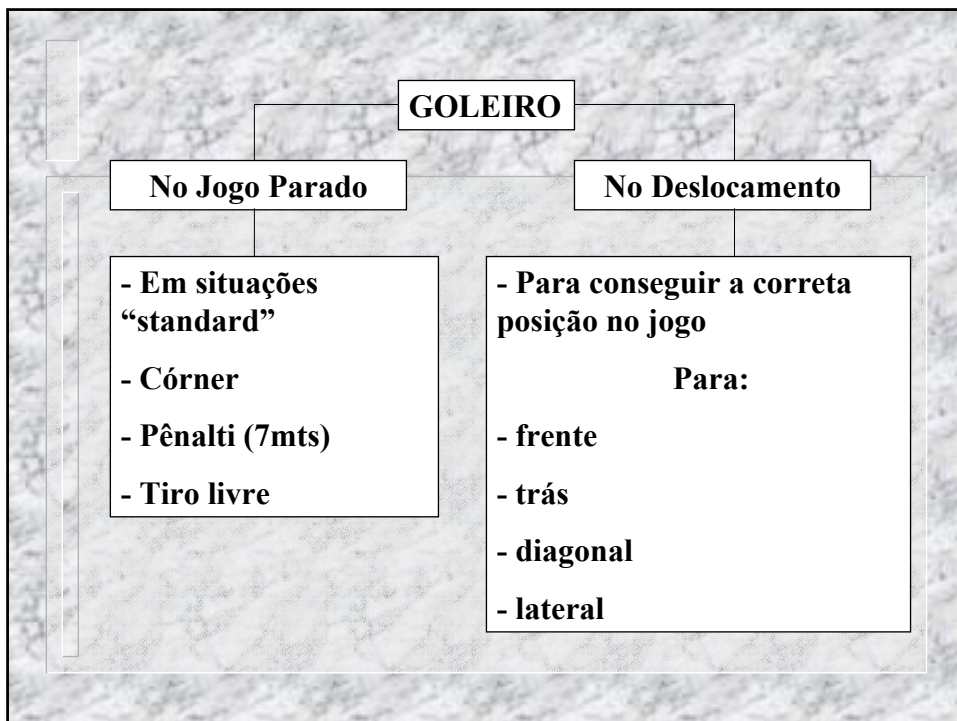 GOLEIRO
No Jogo Parado
- Em situações
“standard”
- Córner
- Pênalti (7mts)
- Tiro livre
No Deslocamento
- Para conseguir a correta
posição no jogo
Para:
- frente
- trás
- diagonal
- lateral